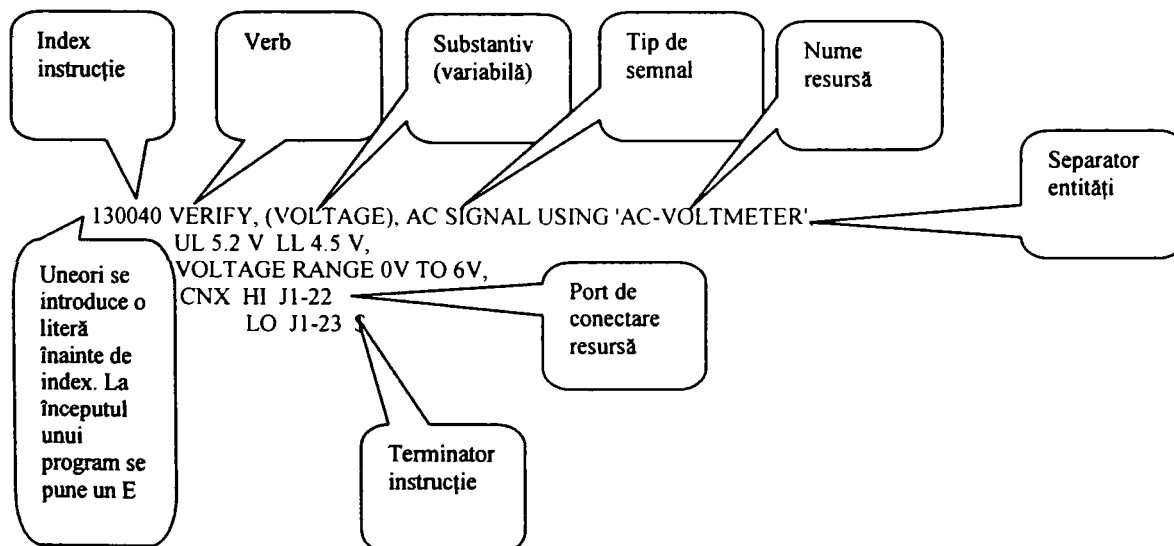 Index
instrucție
Verb
Substantiv
(variabilă)
Tip de
semnal
Nume
resursă
Separator
entități
130040 VERIFY, (VOLTAGE), AC SIGNAL USING 'AC-VOLTMETER',
UL 5.2 V LL 4.5 V,
VOLTAGE RANGE 0V TO 6V,
CNX HI J1-22
LO J1-23 $
Uneori se
introduce o
literă
înainte de
index. La
începutul
unui
program se
pune un E
Port de
conectare
resursă
Terminator
instrucție